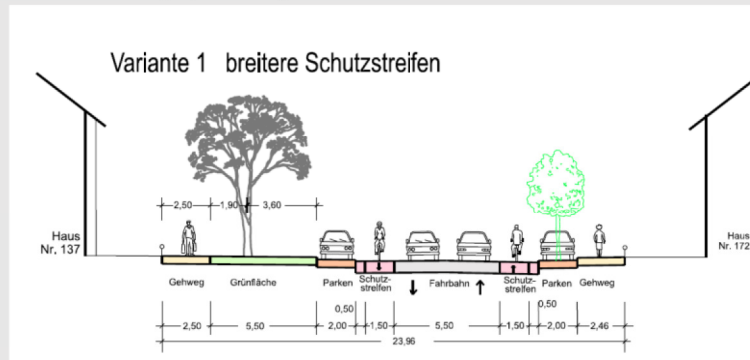 Variante 1 breitere Schutzstreifen
2,50 1,90 3,60
Haus
Nr. 137
Haus
Nr. 172
Gehweg Grünfläche Parken Schutz-
streifen Fahrbahn Schutz-
streifen Parken Gehweg
0,50 0,50
2,50 5,50 2,00 1,50 5,50 1,50 2,00 2,46
23,96